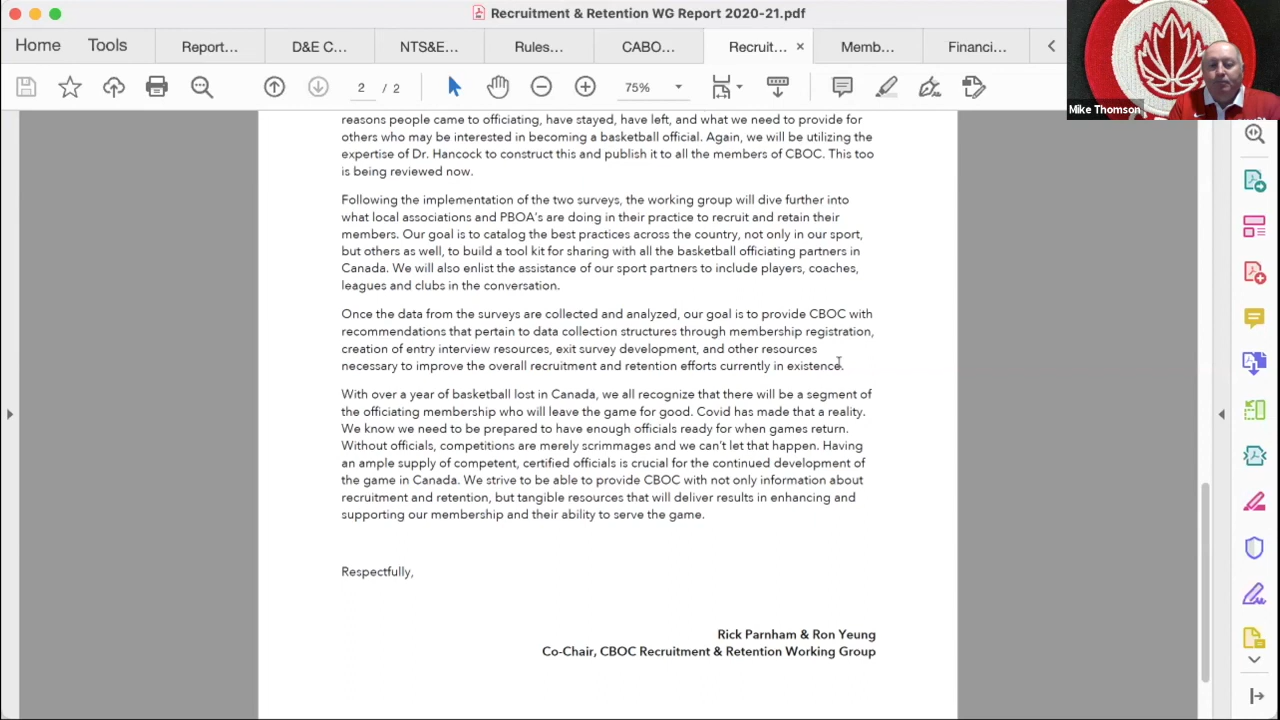 Recruitment & Retention WG Report 2020-21.pdf
Home
Tools
Report...
D&E C...
NTS&E...
Rules...
CABO...
Recruit...
×
Memb...
Financi...
2 / 2
75%
Mike Thomson
reasons people came to officiating, have stayed, have left, and what we need to provide for
others who may be interested in becoming a basketball official. Again, we will be utilizing the
expertise of Dr. Hancock to construct this and publish it to all the members of CBOC. This too
is being reviewed now.
Following the implementation of the two surveys, the working group will dive further into
what local associations and PBOA's are doing in their practice to recruit and retain their
members. Our goal is to catalog the best practices across the country, not only in our sport,
but others as well, to build a tool kit for sharing with all the basketball officiating partners in
Canada. We will also enlist the assistance of our sport partners to include players, coaches,
leagues and clubs in the conversation.
Once the data from the surveys are collected and analyzed, our goal is to provide CBOC with
recommendations that pertain to data collection structures through membership registration,
creation of entry interview resources, exit survey development, and other resources
necessary to improve the overall recruitment and retention efforts currently in existence.
With over a year of basketball lost in Canada, we all recognize that there will be a segment of
the officiating membership who will leave the game for good. Covid has made that a reality.
We know we need to be prepared to have enough officials ready for when games return.
Without officials, competitions are merely scrimmages and we can't let that happen. Having
an ample supply of competent, certified officials is crucial for the continued development of
the game in Canada. We strive to be able to provide CBOC with not only information about
recruitment and retention, but tangible resources that will deliver results in enhancing and
supporting our membership and their ability to serve the game.
Respectfully,
Rick Parnham & Ron Yeung
Co-Chair, CBOC Recruitment & Retention Working Group